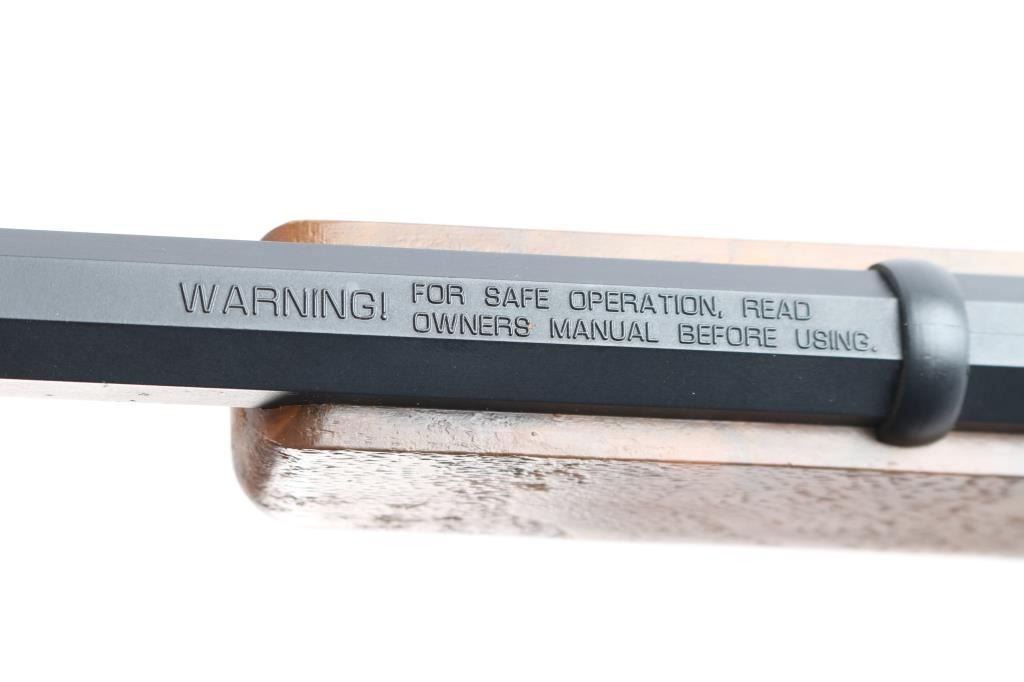 WARNING! FOR SAFE OPERATION, READ
OWNERS MANUAL BEFORE USING.